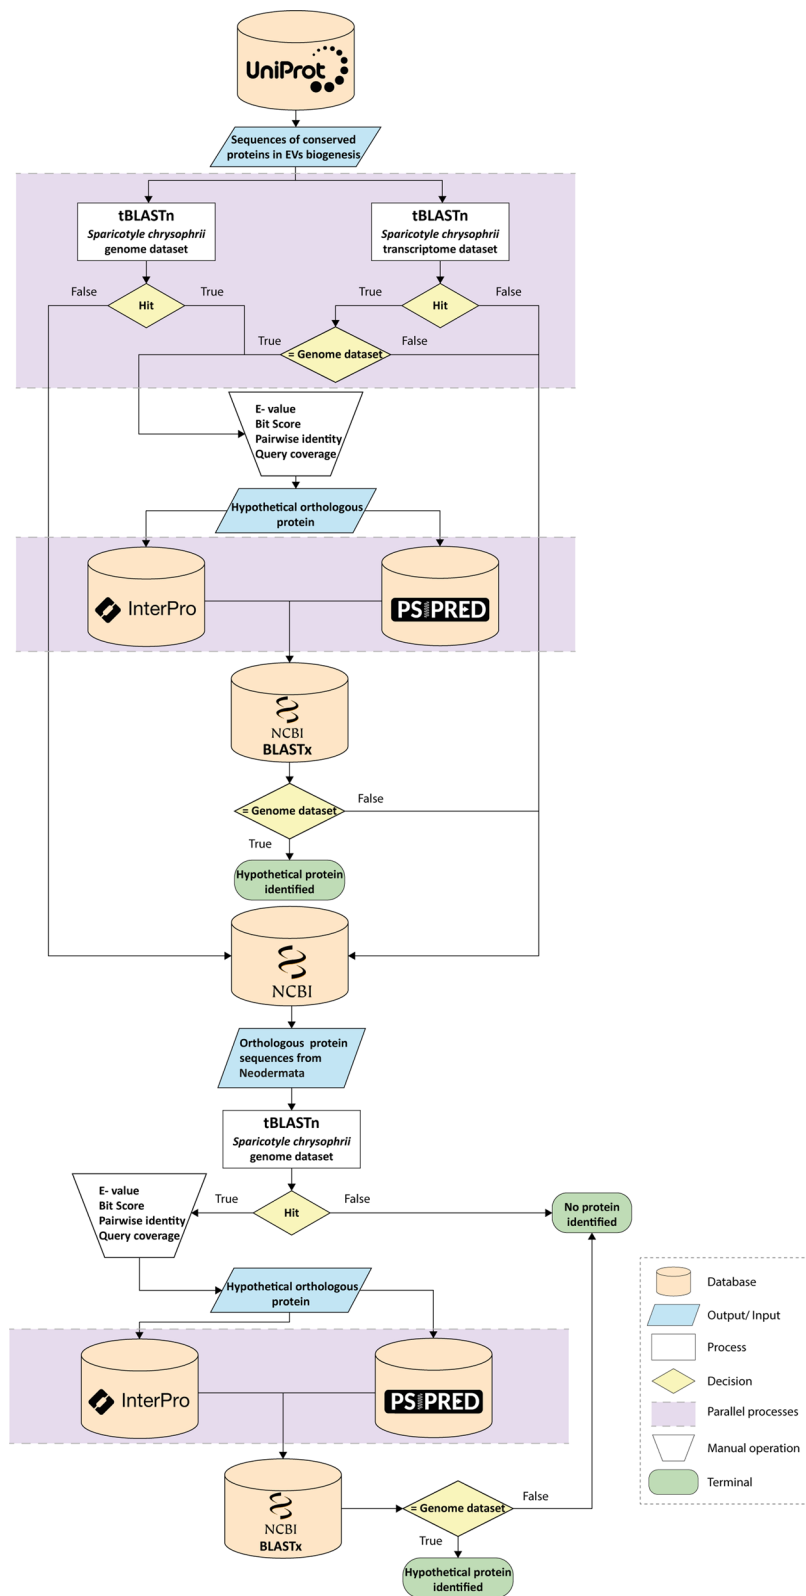 UniProt
Sequences of conserved
proteins in EVs biogenesis
tBLASTn
Sparicotyle chrysophrii
genome dataset
tBLASTn
Sparicotyle chrysophrii
transcriptome dataset
False
True
Hit
True
False
Hit
True
= Genome dataset
False
E- value
Bit Score
Pairwise identity
Query coverage
Hypothetical orthologous
protein
InterPro
PSIPRED
NCBI
BLASTx
= Genome dataset
False
True
Hypothetical protein
identified
NCBI
Orthologous protein
sequences from
Neodermata
tBLASTn
Sparicotyle chrysophrii
genome dataset
E- value
Bit Score
Pairwise identity
Query coverage
True
Hit
False
No protein
identified
Hypothetical orthologous
protein
InterPro
PSIPRED
NCBI
BLASTx
= Genome dataset
False
True
Hypothetical protein
identified
Database
Output/ Input
Process
Decision
Parallel processes
Manual operation
Terminal